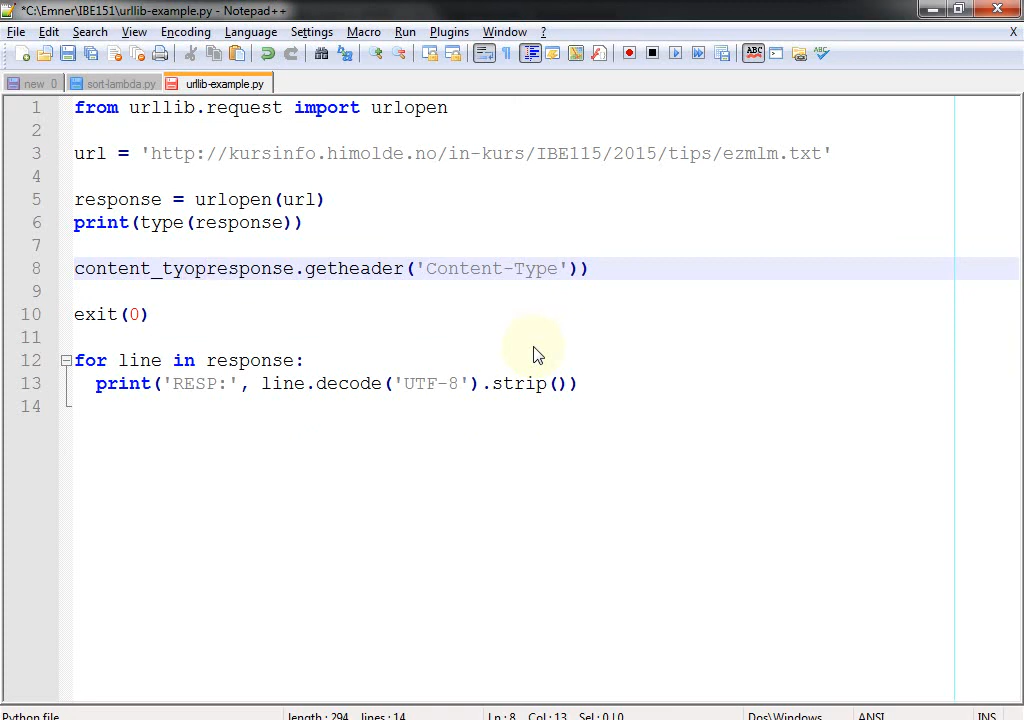 *C:\Emner\IBE151\urllib-example.py - Notepad++
File Edit Search View Encoding Language Settings Macro Run Plugins Window ? X
new 0 sort-lambda.py urllib-example.py
1 from urllib.request import urlopen
2
3 url = 'http://kursinfo.himolde.no/in-kurs/IBE115/2015/tips/ezmlm.txt'
4
5 response = urlopen(url)
6 print(type(response))
7
8 content_tyopresponse.getheader('Content-Type'))
9
10 exit(0)
11
12 for line in response:
13 print('RESP:', line.decode('UTF-8').strip())
14
Python file length : 294 lines : 14 Ln : 8 Col : 13 Sel : 0 | 0 Dos\Windows ANSI INS